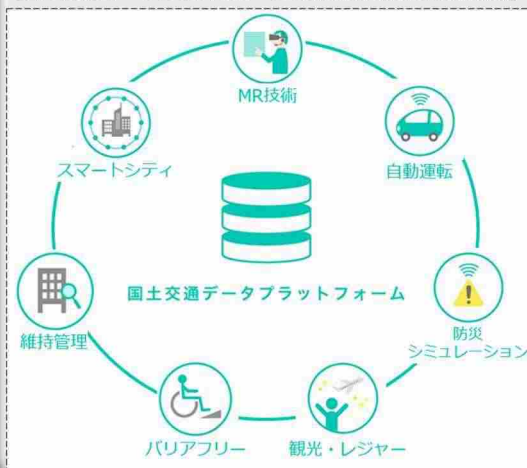 MR技術
自動運転
スマートシティ
国土交通データプラットフォーム
防災
シミュレーション
維持管理
バリアフリー
観光・レジャー